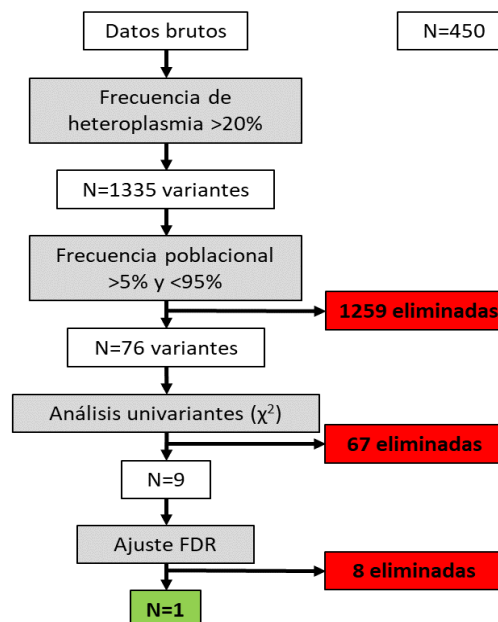 Datos brutos
N=450
Frecuencia de
heteroplasmia >20%
N=1335 variantes
Frecuencia poblacional
>5% y <95%
1259 eliminadas
N=76 variantes
Análisis univariantes (χ²)
67 eliminadas
N=9
Ajuste FDR
8 eliminadas
N=1